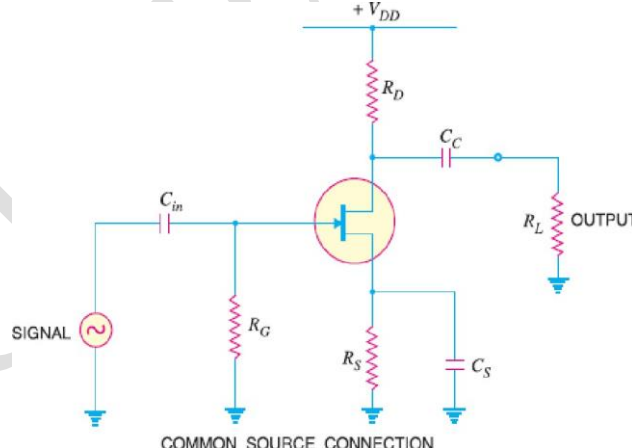 + V_DD
R_D
C_C
C_in
R_L OUTPUT
SIGNAL
R_G
R_S
C_S
COMMON SOURCE CONNECTION